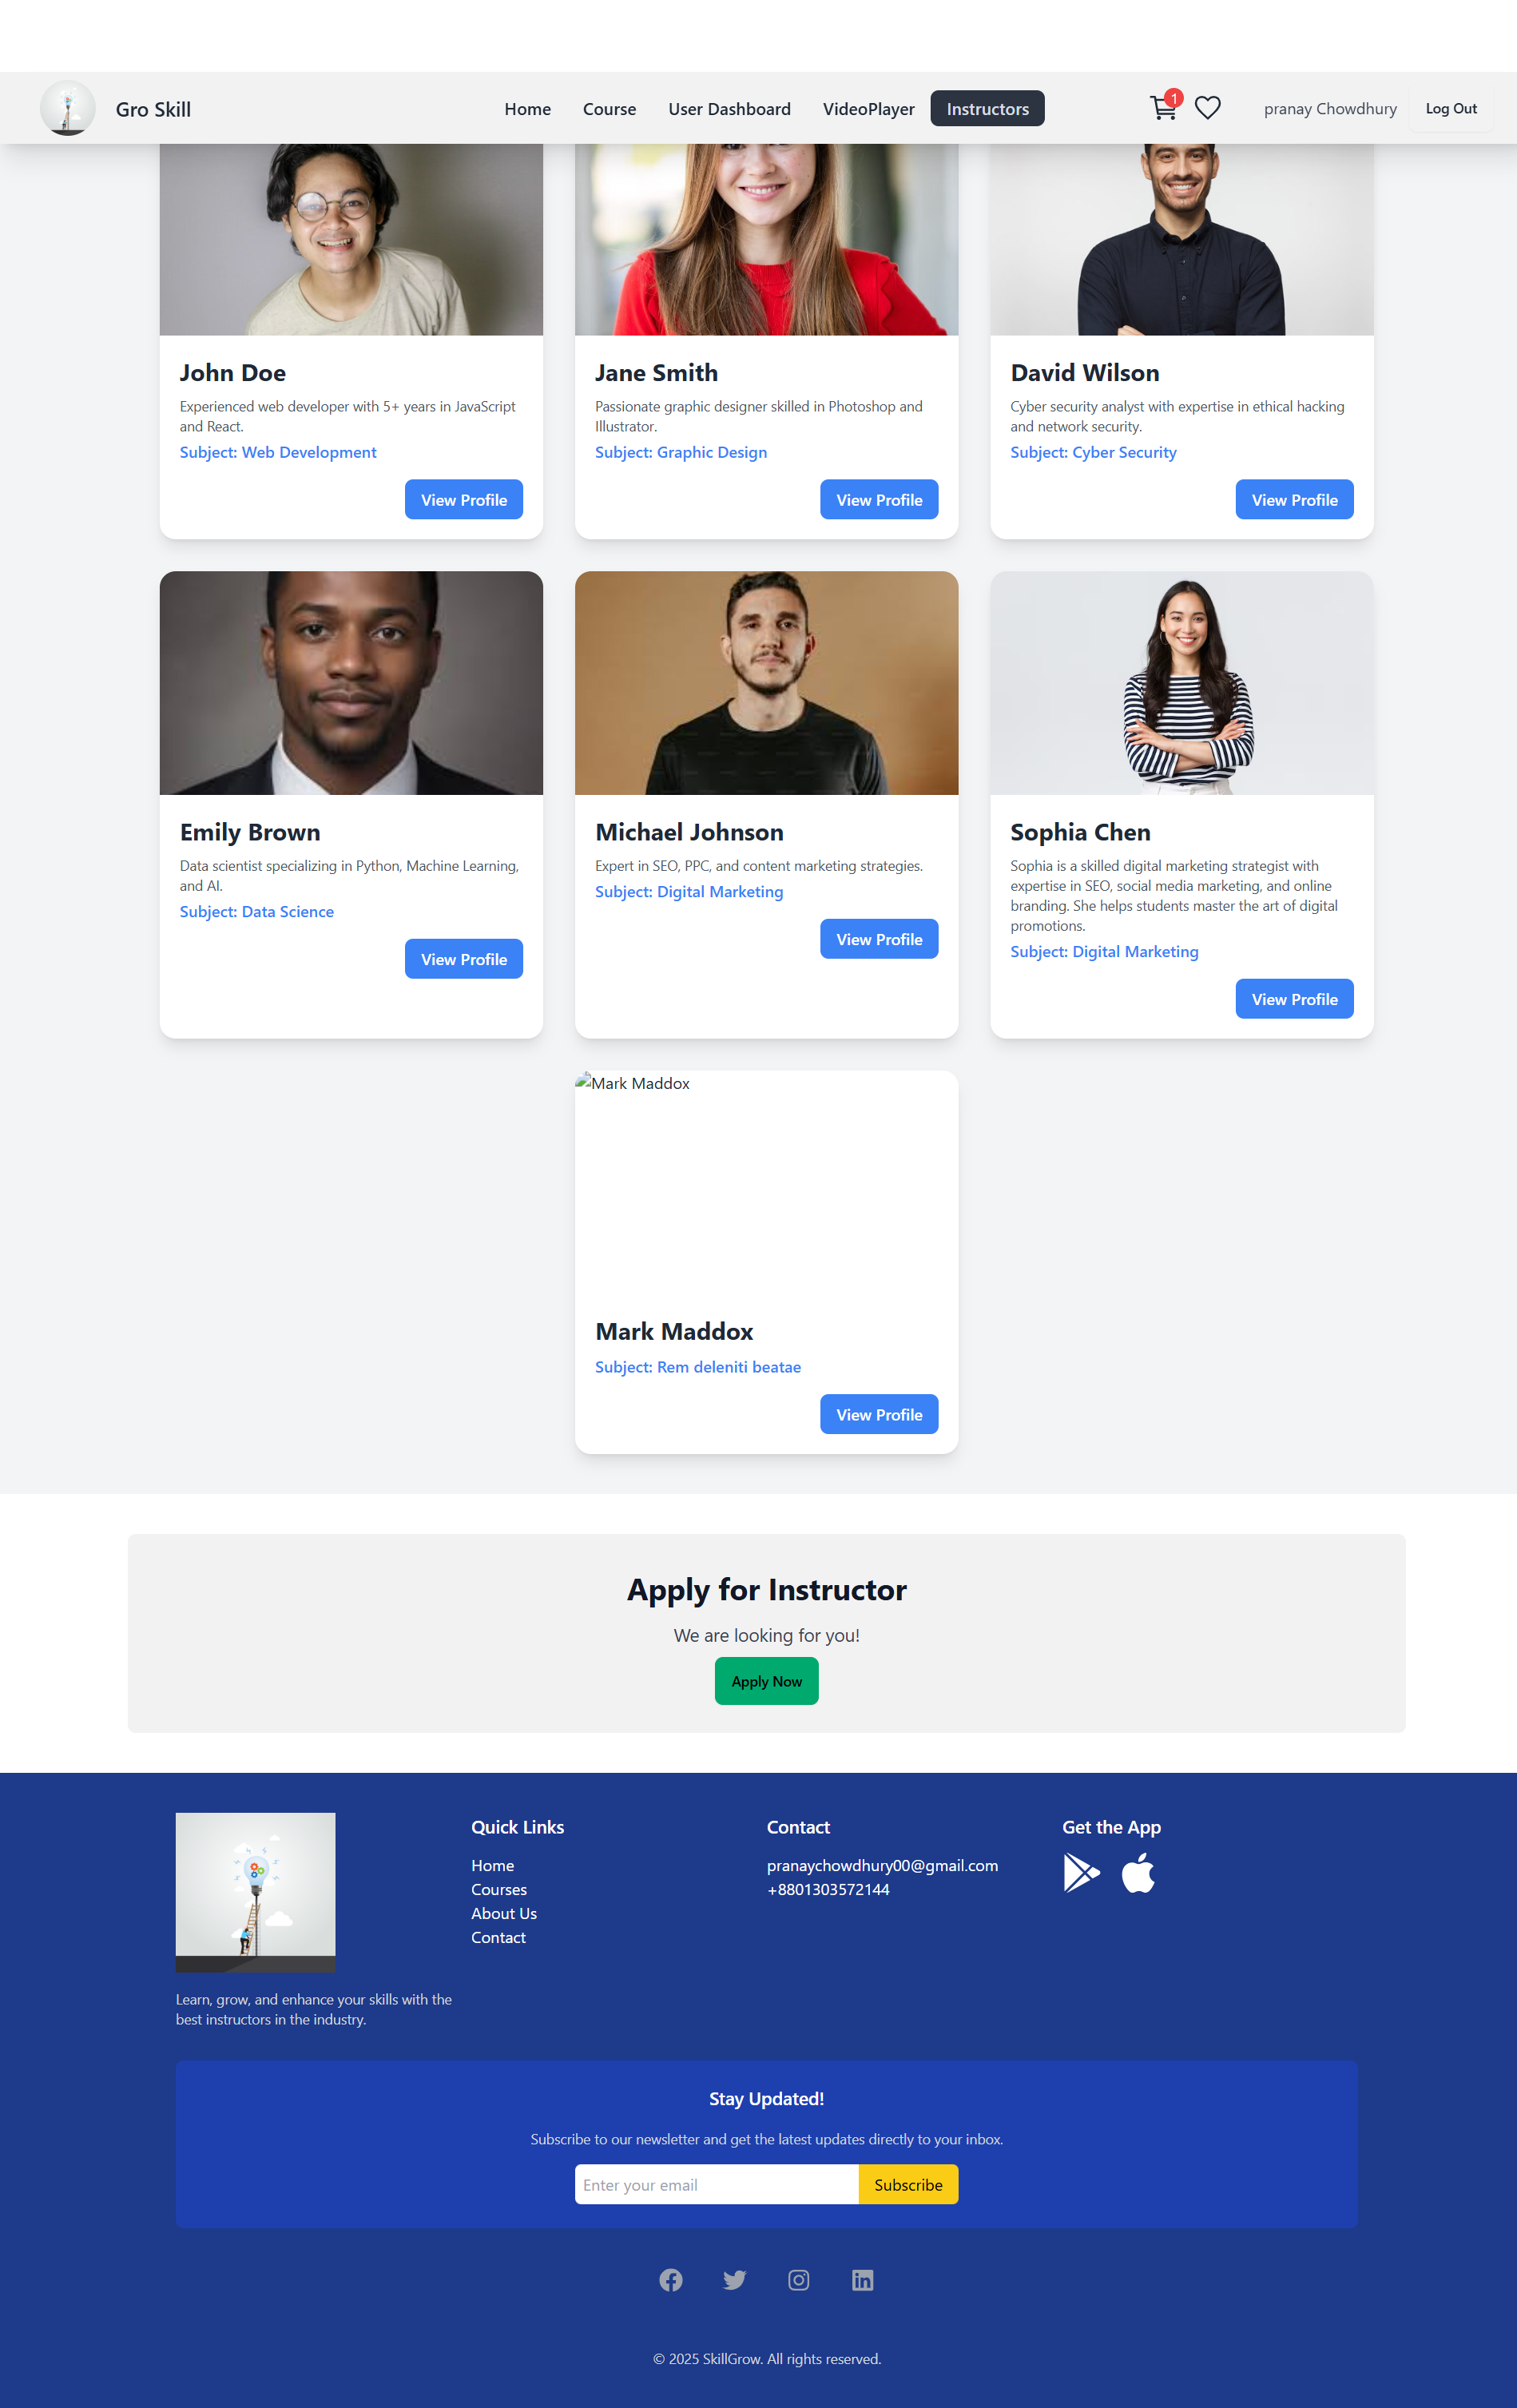 Gro Skill
Home Course User Dashboard VideoPlayer Instructors
1
pranay Chowdhury Log Out
John Doe
Experienced web developer with 5+ years in JavaScript
and React.
Subject: Web Development
View Profile
Jane Smith
Passionate graphic designer skilled in Photoshop and
Illustrator.
Subject: Graphic Design
View Profile
David Wilson
Cyber security analyst with expertise in ethical hacking
and network security.
Subject: Cyber Security
View Profile
Emily Brown
Data scientist specializing in Python, Machine Learning,
and AI.
Subject: Data Science
View Profile
Michael Johnson
Expert in SEO, PPC, and content marketing strategies.
Subject: Digital Marketing
View Profile
Sophia Chen
Sophia is a skilled digital marketing strategist with
expertise in SEO, social media marketing, and online
branding. She helps students master the art of digital
promotions.
Subject: Digital Marketing
View Profile
Mark Maddox
Mark Maddox
Subject: Rem deleniti beatae
View Profile
Apply for Instructor
We are looking for you!
Apply Now
Learn, grow, and enhance your skills with the
best instructors in the industry.
Quick Links
Home
Courses
About Us
Contact
Contact
pranaychowdhury00@gmail.com
+8801303572144
Get the App
Stay Updated!
Subscribe to our newsletter and get the latest updates directly to your inbox.
Enter your email Subscribe
© 2025 SkillGrow. All rights reserved.